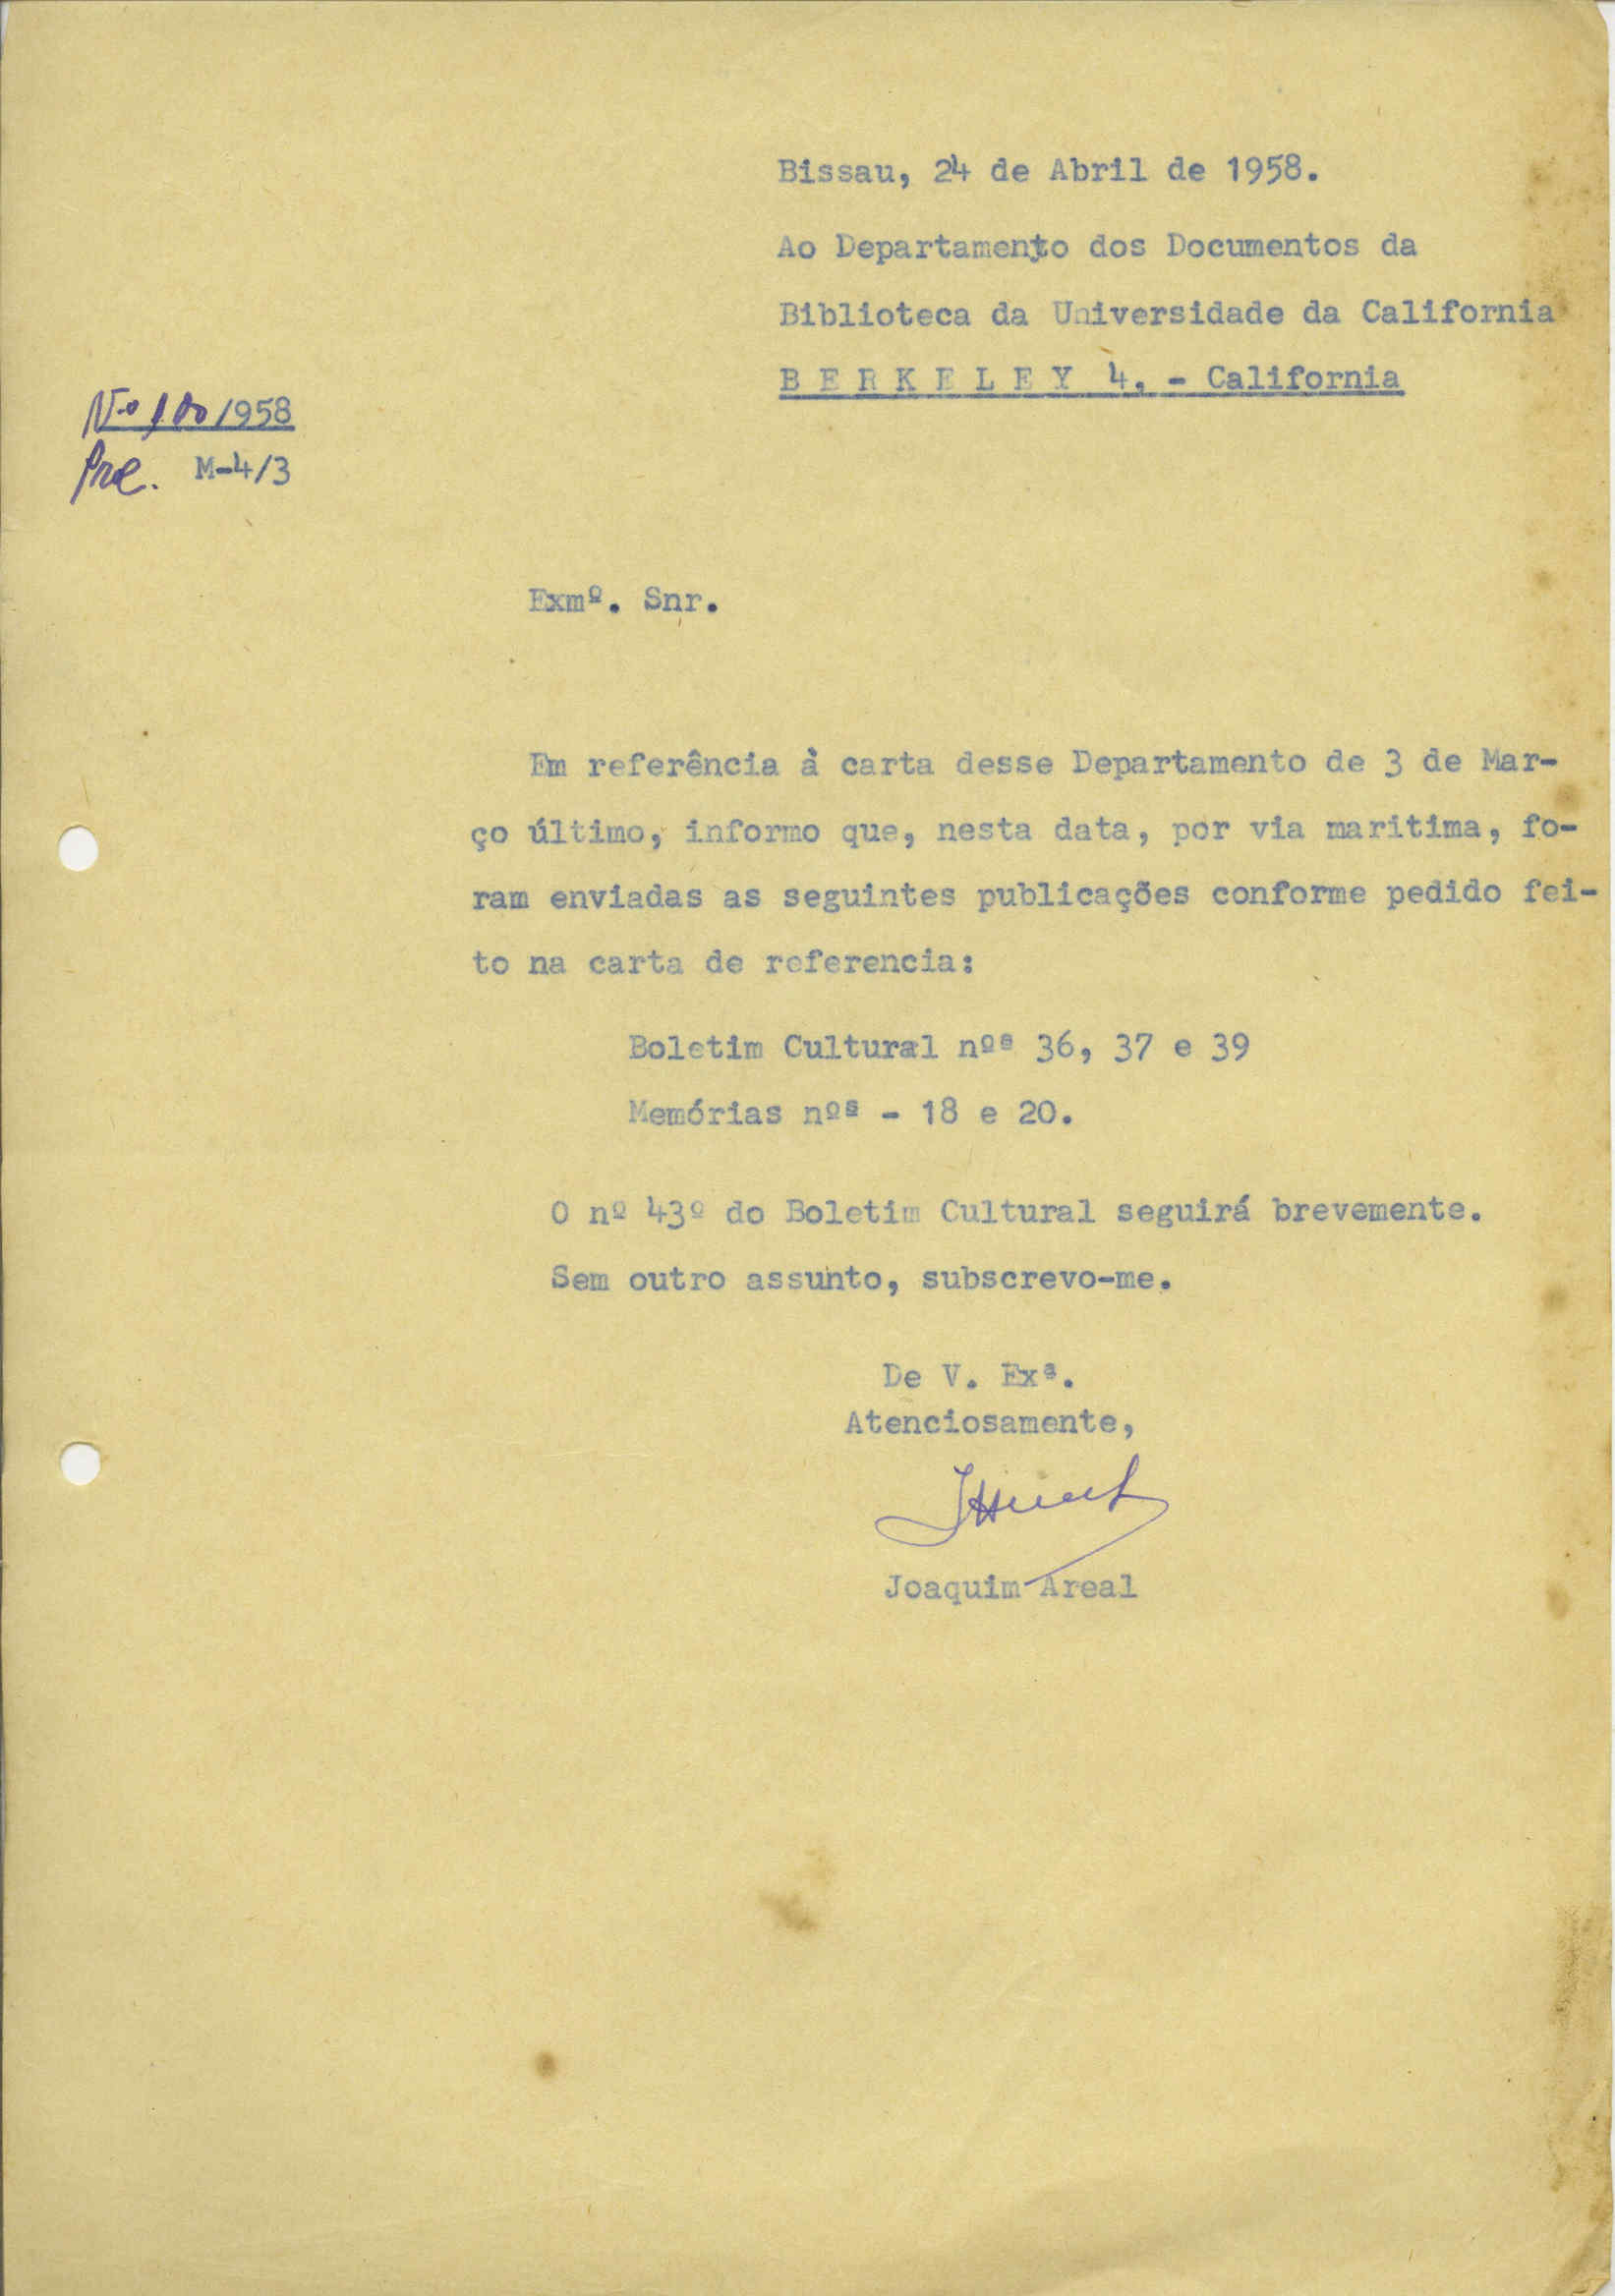 Bissau, 24 de Abril de 1958.
Ao Departamento dos Documentos da
Biblioteca da Universidade da California
B E R K E L E Y 4. - California
Nº 100/1958
Proc. M-4/3
Exmº. Snr.
Em referência à carta desse Departamento de 3 de Mar-
ço último, informo que, nesta data, por via maritima, fo-
ram enviadas as seguintes publicações conforme pedido fei-
to na carta de referencia:
Boletim Cultural nºs 36, 37 e 39
Memórias nºs - 18 e 20.
O nº 43º do Boletim Cultural seguirá brevemente.
Sem outro assunto, subscrevo-me.
De V. Exª.
Atenciosamente,
Joaquim Areal